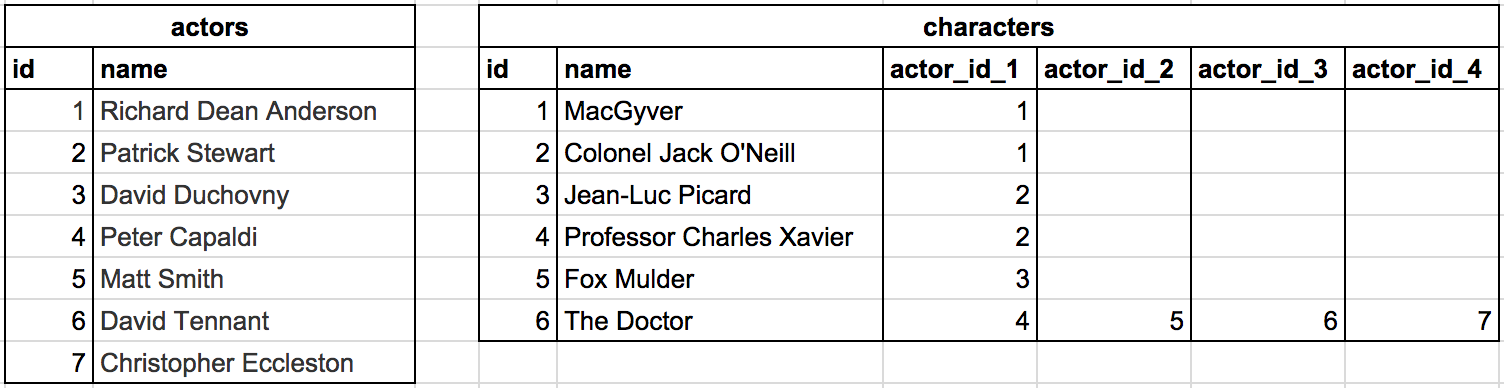 actors characters
id name id name actor_id_1 actor_id_2 actor_id_3 actor_id_4
1 Richard Dean Anderson 1 MacGyver 1
2 Patrick Stewart 2 Colonel Jack O'Neill 1
3 David Duchovny 3 Jean-Luc Picard 2
4 Peter Capaldi 4 Professor Charles Xavier 2
5 Matt Smith 5 Fox Mulder 3
6 David Tennant 6 The Doctor 4 5 6 7
7 Christopher Eccleston